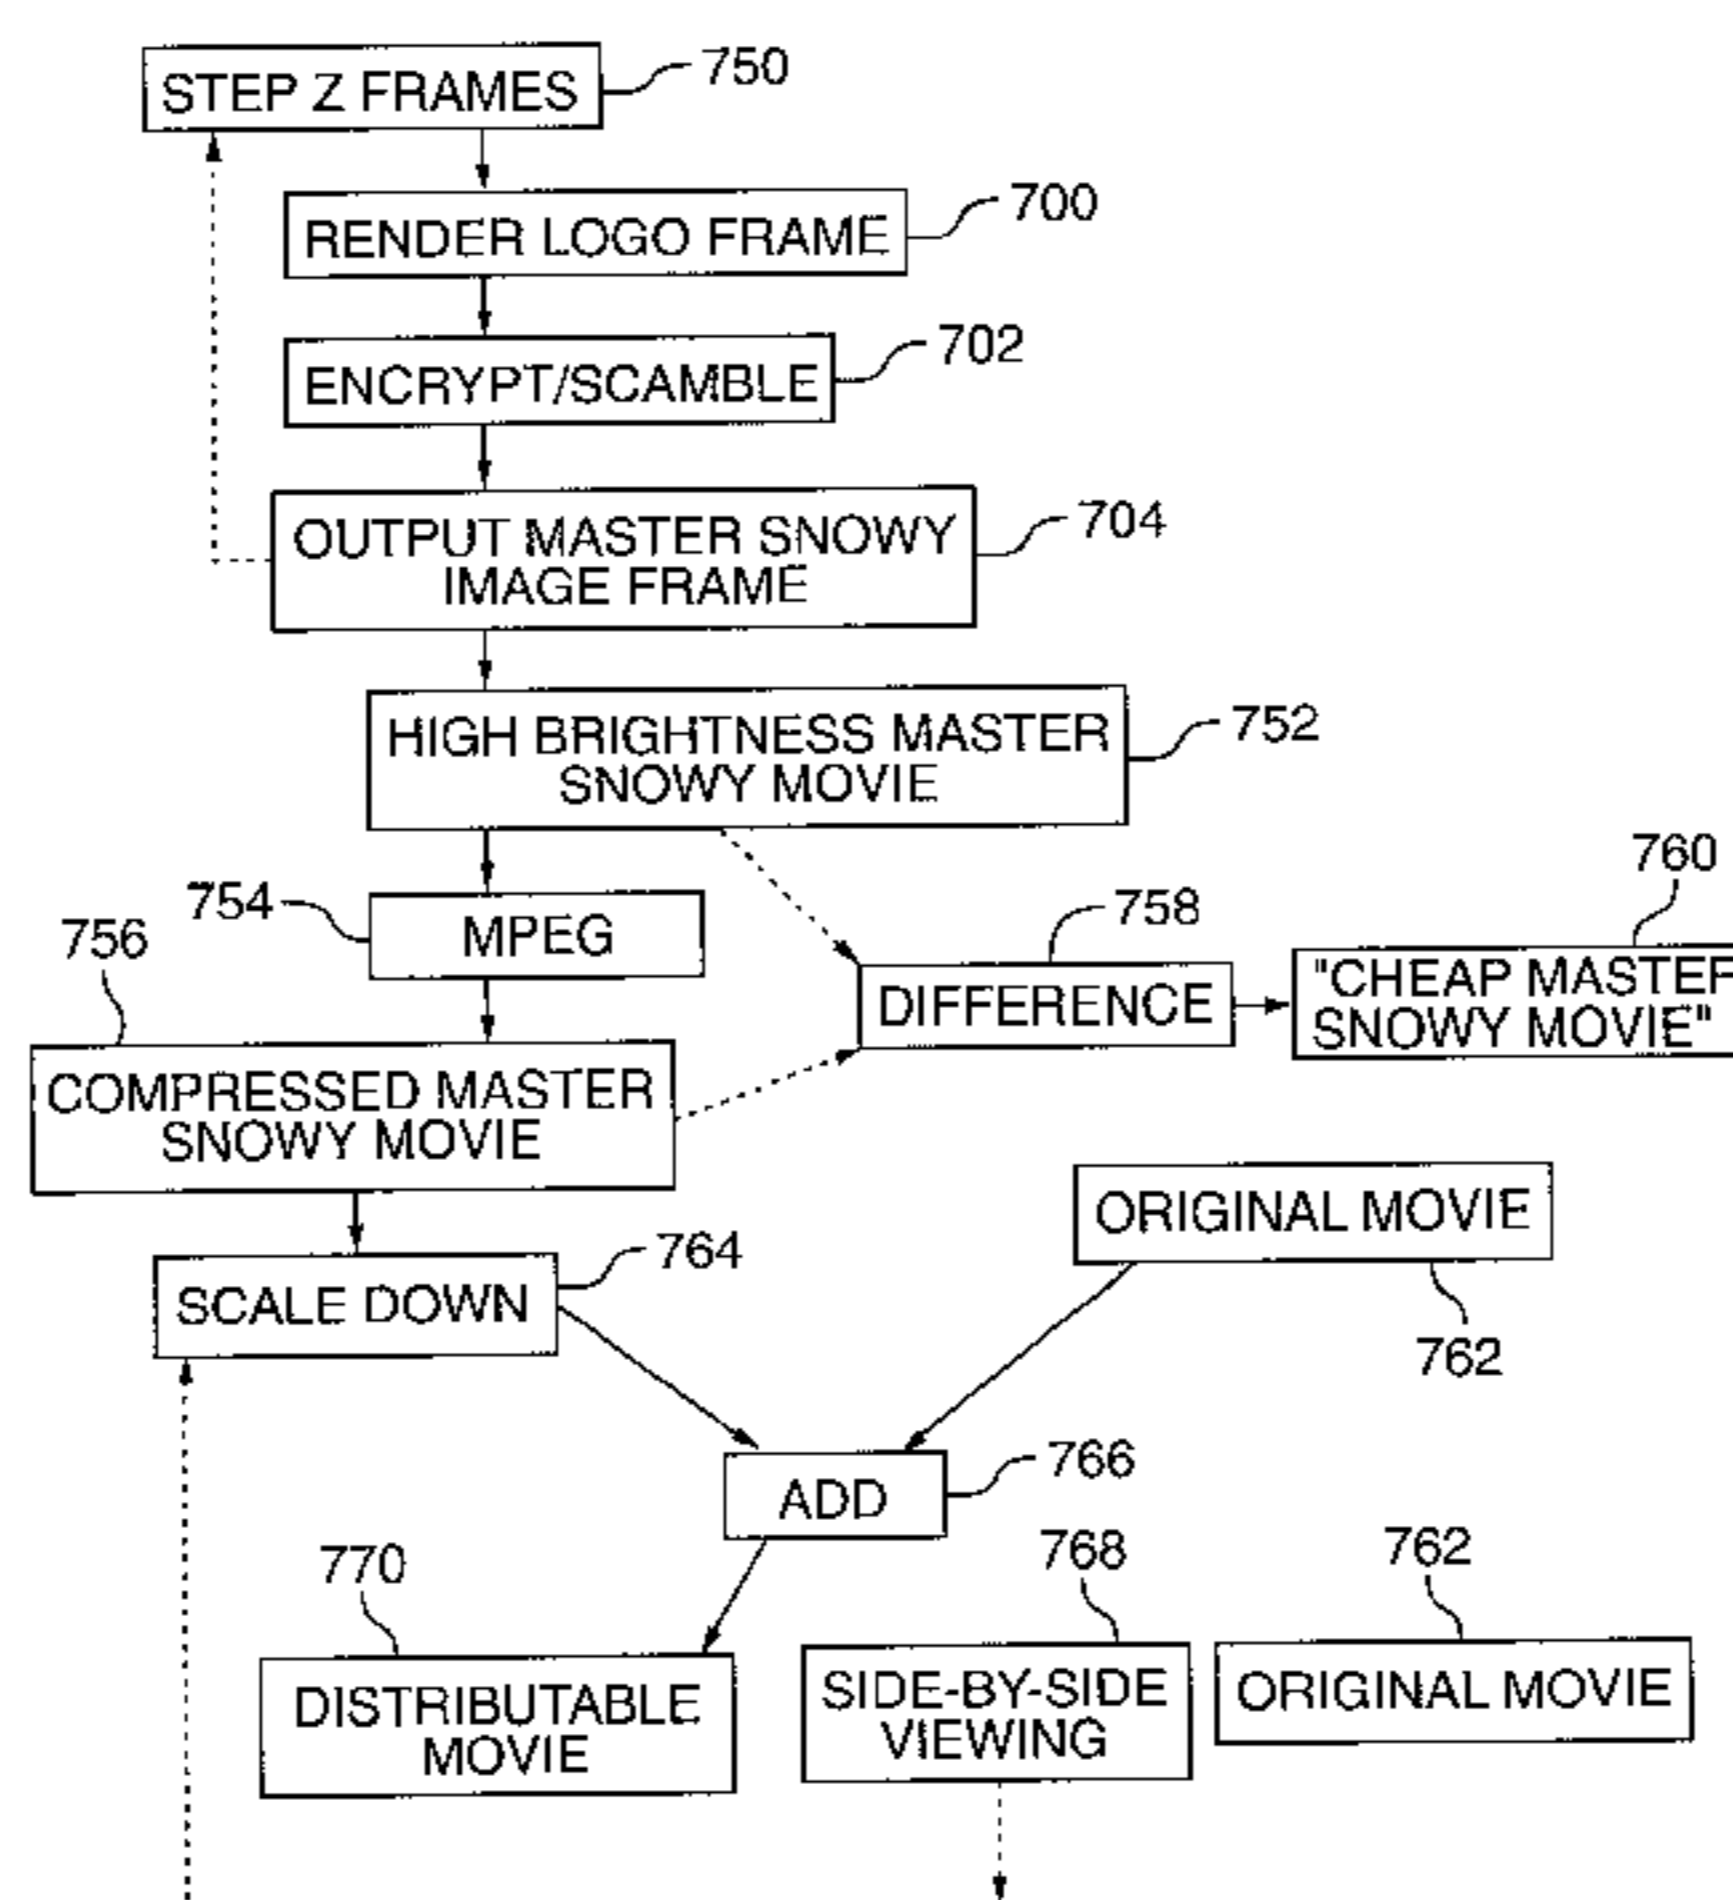 STEP Z FRAMES
750
RENDER LOGO FRAME
700
ENCRYPT/SCAMBLE
702
OUTPUT MASTER SNOWY
IMAGE FRAME
704
HIGH BRIGHTNESS MASTER
SNOWY MOVIE
752
754
MPEG
756
COMPRESSED MASTER
SNOWY MOVIE
758
DIFFERENCE
760
"CHEAP MASTER
SNOWY MOVIE"
ORIGINAL MOVIE
762
SCALE DOWN
764
ADD
766
770
DISTRIBUTABLE
MOVIE
768
SIDE-BY-SIDE
VIEWING
762
ORIGINAL MOVIE